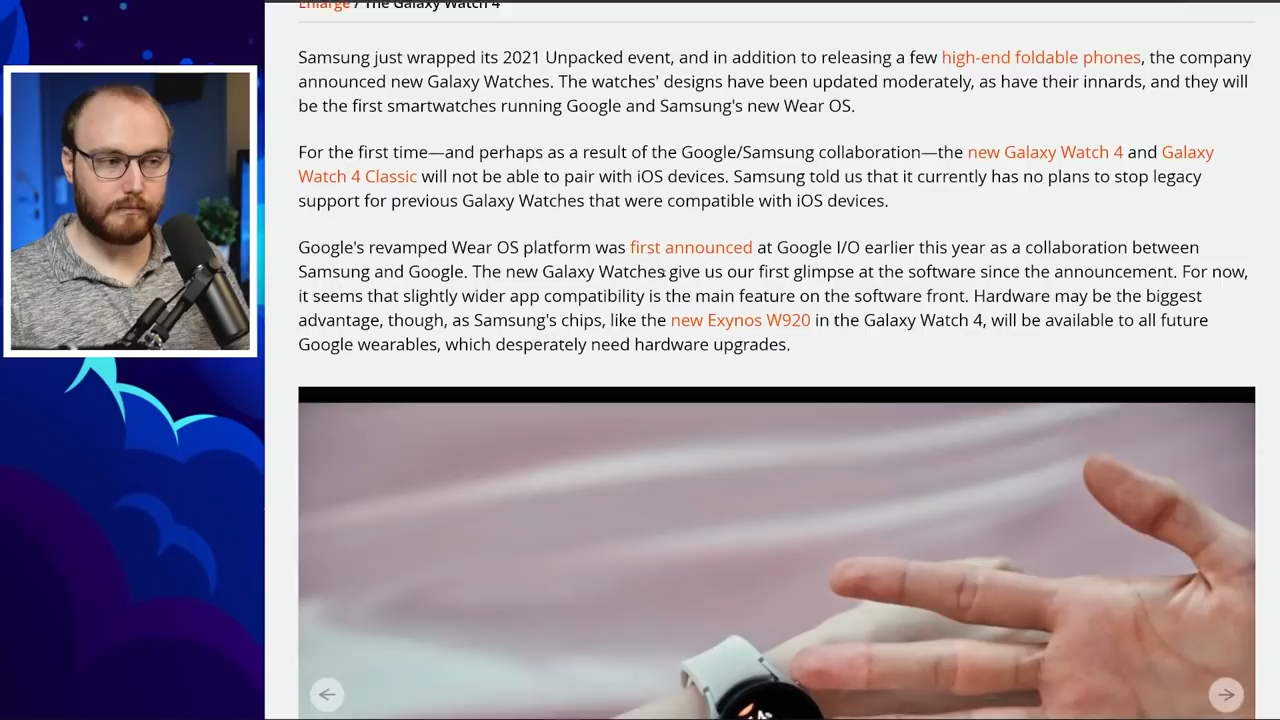 Enlarge / The Galaxy Watch 4
Samsung just wrapped its 2021 Unpacked event, and in addition to releasing a few high-end foldable phones, the company
announced new Galaxy Watches. The watches' designs have been updated moderately, as have their innards, and they will
be the first smartwatches running Google and Samsung's new Wear OS.
For the first time—and perhaps as a result of the Google/Samsung collaboration—the new Galaxy Watch 4 and Galaxy
Watch 4 Classic will not be able to pair with iOS devices. Samsung told us that it currently has no plans to stop legacy
support for previous Galaxy Watches that were compatible with iOS devices.
Google's revamped Wear OS platform was first announced at Google I/O earlier this year as a collaboration between
Samsung and Google. The new Galaxy Watches give us our first glimpse at the software since the announcement. For now,
it seems that slightly wider app compatibility is the main feature on the software front. Hardware may be the biggest
advantage, though, as Samsung's chips, like the new Exynos W920 in the Galaxy Watch 4, will be available to all future
Google wearables, which desperately need hardware upgrades.